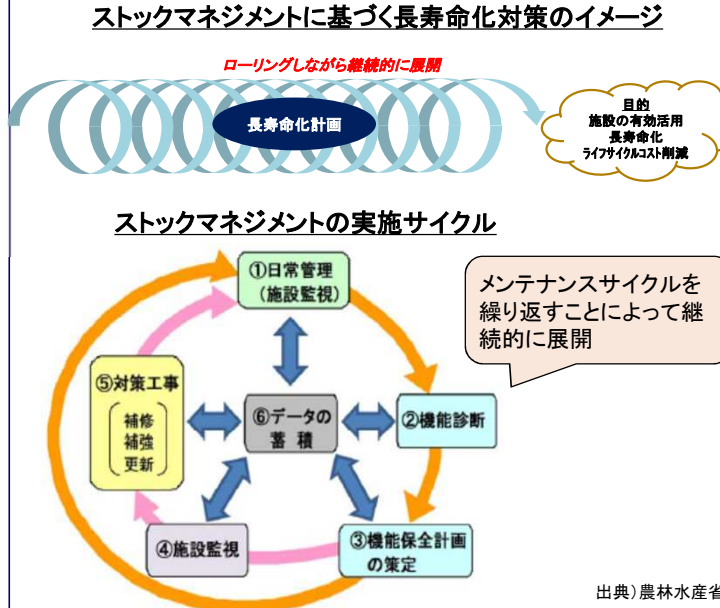 ストックマネジメントに基づく長寿命化対策のイメージ
ローリングしながら継続的に展開
長寿命化計画
目的
施設の有効活用
長寿命化
ライフサイクルコスト削減
ストックマネジメントの実施サイクル
①日常管理
(施設監視)
メンテナンスサイクルを
繰り返すことによって継
続的に展開
⑤対策工事
補修
補強
更新
⑥データの
蓄積
②機能診断
④施設監視
③機能保全計画
の策定
出典)農林水産省